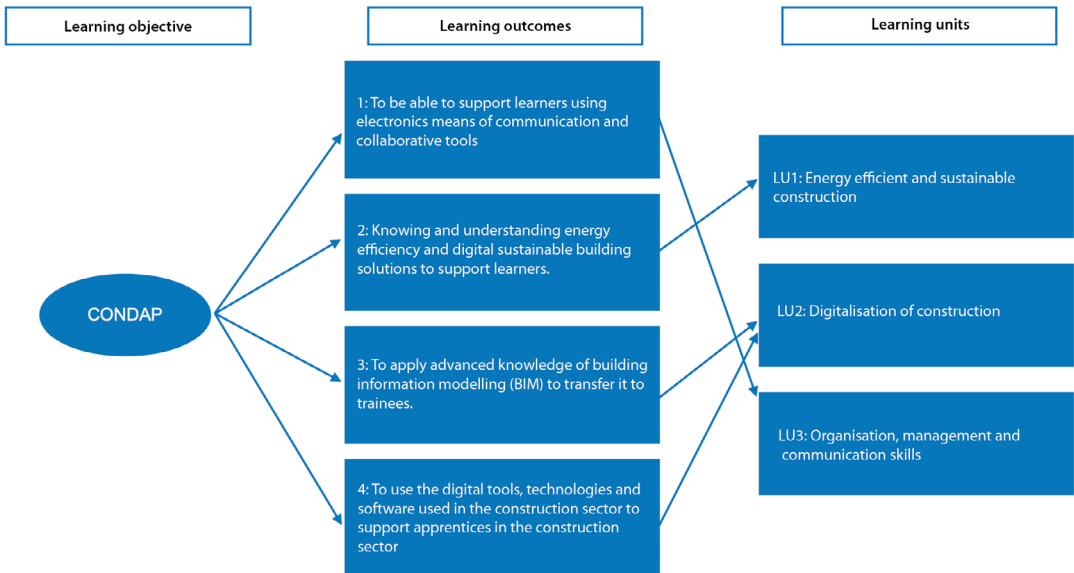 Learning objective
Learning outcomes
Learning units
CONDAP
1: To be able to support learners using
electronics means of communication and
collaborative tools
2: Knowing and understanding energy
efficiency and digital sustainable building
solutions to support learners.
3: To apply advanced knowledge of building
information modelling (BIM) to transfer it to
trainees.
4: To use the digital tools, technologies and
software used in the construction sector to
support apprentices in the construction
sector
LU1: Energy efficient and sustainable
construction
LU2: Digitalisation of construction
LU3: Organisation, management and
communication skills